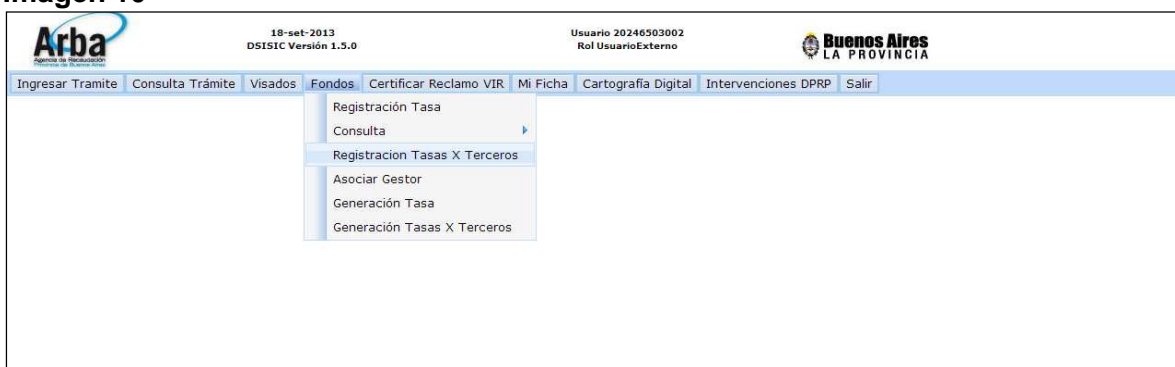 Arba
Agencia de Recaudación
Provincia de Buenos Aires
18-set-2013
DSISIC Versión 1.5.0
Usuario 20246503002
Rol UsuarioExterno
Buenos Aires
LA PROVINCIA
Ingresar Tramite Consulta Trámite Visados Fondos Certificar Reclamo VIR Mi Ficha Cartografía Digital Intervenciones DPRP Salir
Registración Tasa
Consulta
Registracion Tasas X Terceros
Asociar Gestor
Generación Tasa
Generación Tasas X Terceros